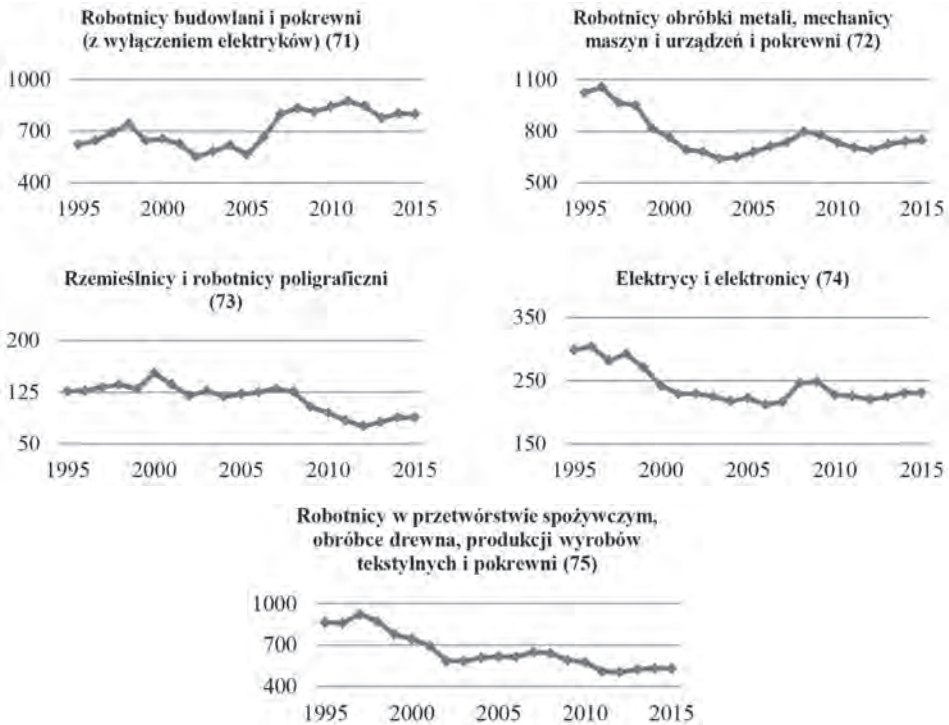 Robotnicy budowlani i pokrewni
(z wyłączeniem elektryków) (71)
1000
700
400
1995 2000 2005 2010 2015
Robotnicy obróbki metali, mechanicy
maszyn i urządzeń i pokrewni (72)
1100
800
500
1995 2000 2005 2010 2015
Rzemieślnicy i robotnicy poligraficzni
(73)
200
125
50
1995 2000 2005 2010 2015
Elektrycy i elektronicy (74)
350
250
150
1995 2000 2005 2010 2015
Robotnicy w przetwórstwie spożywczym,
obróbce drewna, produkcji wyrobów
tekstylnych i pokrewni (75)
1000
700
400
1995 2000 2005 2010 2015